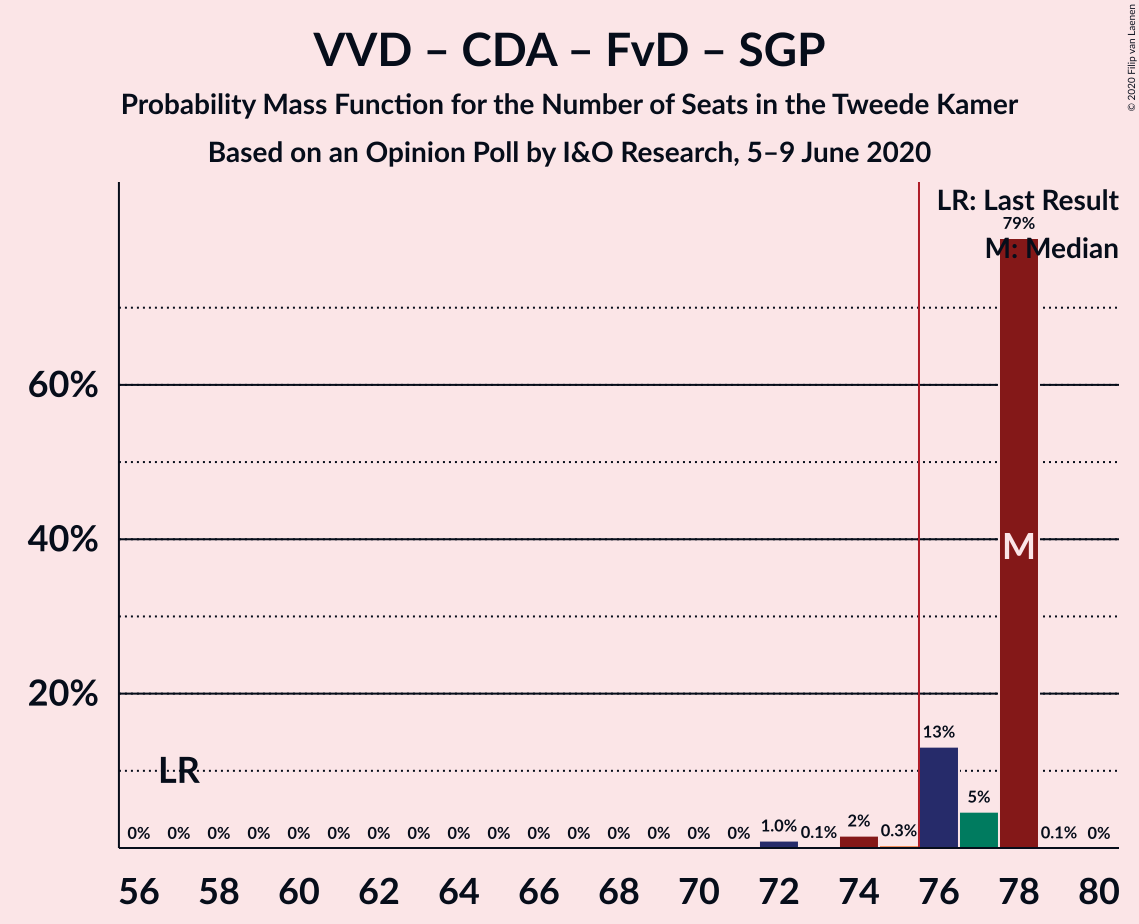 VVD – CDA – FvD – SGP
Probability Mass Function for the Number of Seats in the Tweede Kamer
Based on an Opinion Poll by I&O Research, 5–9 June 2020
© 2020 Filip van Laenen
LR: Last Result
79%
M: Median
60%
40%
M
20%
13%
LR
5%
0% 0% 0% 0% 0% 0% 0% 0% 0% 0% 0% 0% 0% 0% 0% 0% 1.0% 0.1% 2% 0.3% 0.1% 0%
56 58 60 62 64 66 68 70 72 74 76 78 80